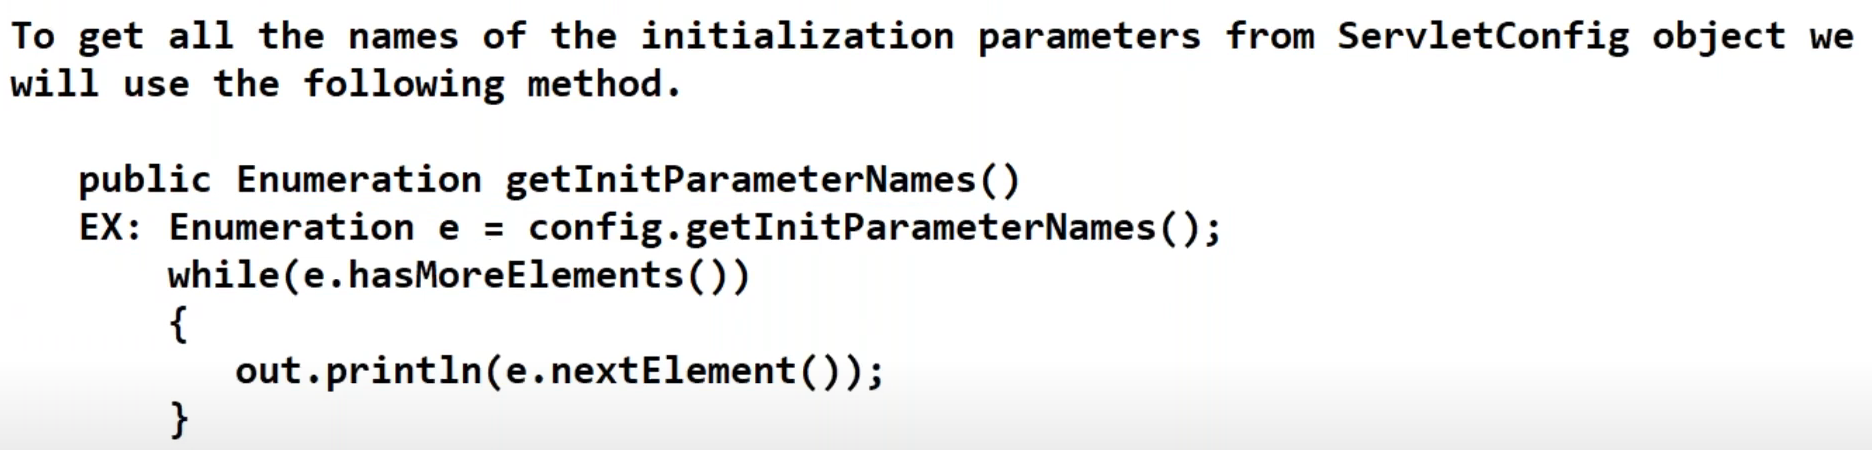 To get all the names of the initialization parameters from ServletConfig object we
will use the following method.
public Enumeration getInitParameterNames()
EX: Enumeration e = config.getInitParameterNames();
while(e.hasMoreElements())
{
out.println(e.nextElement());
}